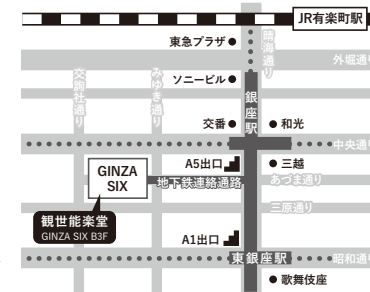 JR有楽町駅
東急プラザ
晴海通り
外堀通り
ソニービル
交詢社通り
みゆき通り
銀座駅
交番
和光
中央通り
GINZA
SIX
A5出口
三越
地下鉄連絡通路
あづま通り
観世能楽堂
GINZA SIX B3F
三原通り
A1出口
東銀座駅
昭和通り
歌舞伎座